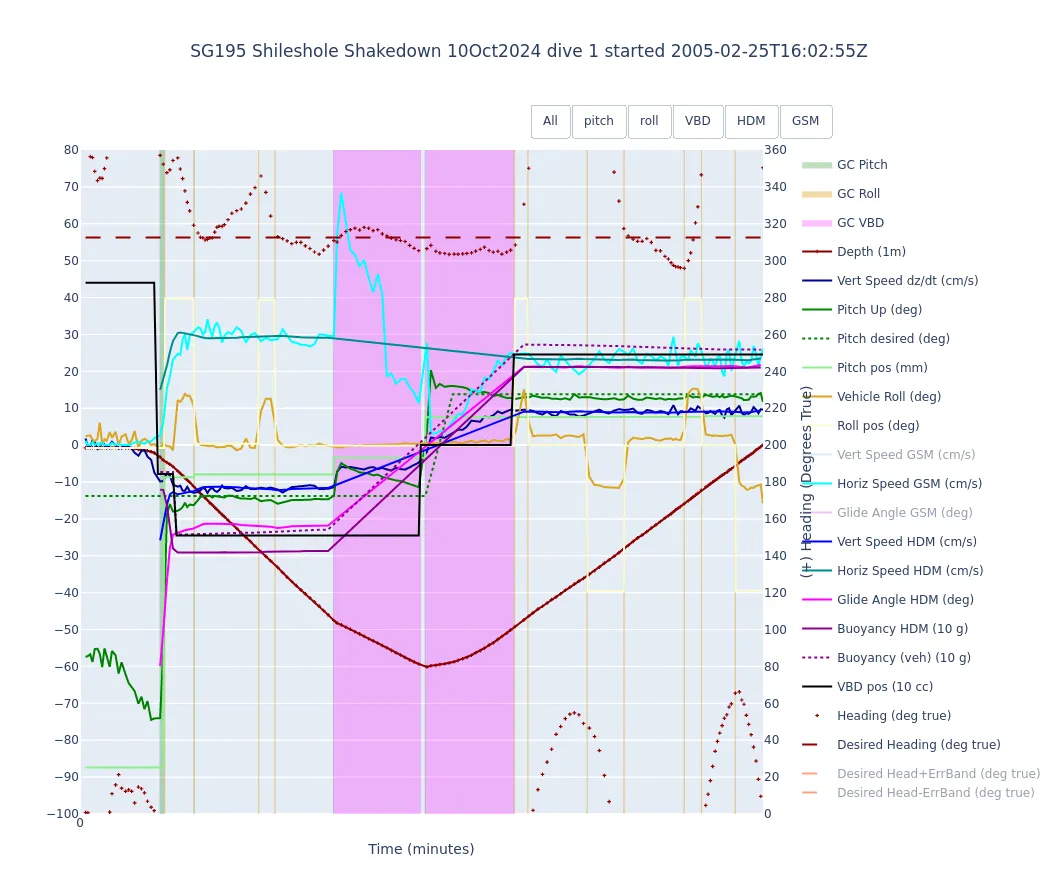 SG195 Shileshole Shakedown 10Oct2024 dive 1 started 2005-02-25T16:02:55Z
All pitch roll VBD HDM GSM
80
70
60
50
40
30
20
10
0
−10
−20
−30
−40
−50
−60
−70
−80
−90
−100
0
Time (minutes)
360
340
320
300
280
260
240
220
200
180
160
140
120
100
80
60
40
20
0
(+) Heading (Degrees True)
GC Pitch
GC Roll
GC VBD
Depth (1m)
Vert Speed dz/dt (cm/s)
Pitch Up (deg)
Pitch desired (deg)
Pitch pos (mm)
Vehicle Roll (deg)
Roll pos (deg)
Vert Speed GSM (cm/s)
Horiz Speed GSM (cm/s)
Glide Angle GSM (deg)
Vert Speed HDM (cm/s)
Horiz Speed HDM (cm/s)
Glide Angle HDM (deg)
Buoyancy HDM (10 g)
Buoyancy (veh) (10 g)
VBD pos (10 cc)
Heading (deg true)
Desired Heading (deg true)
Desired Head+ErrBand (deg true)
Desired Head-ErrBand (deg true)